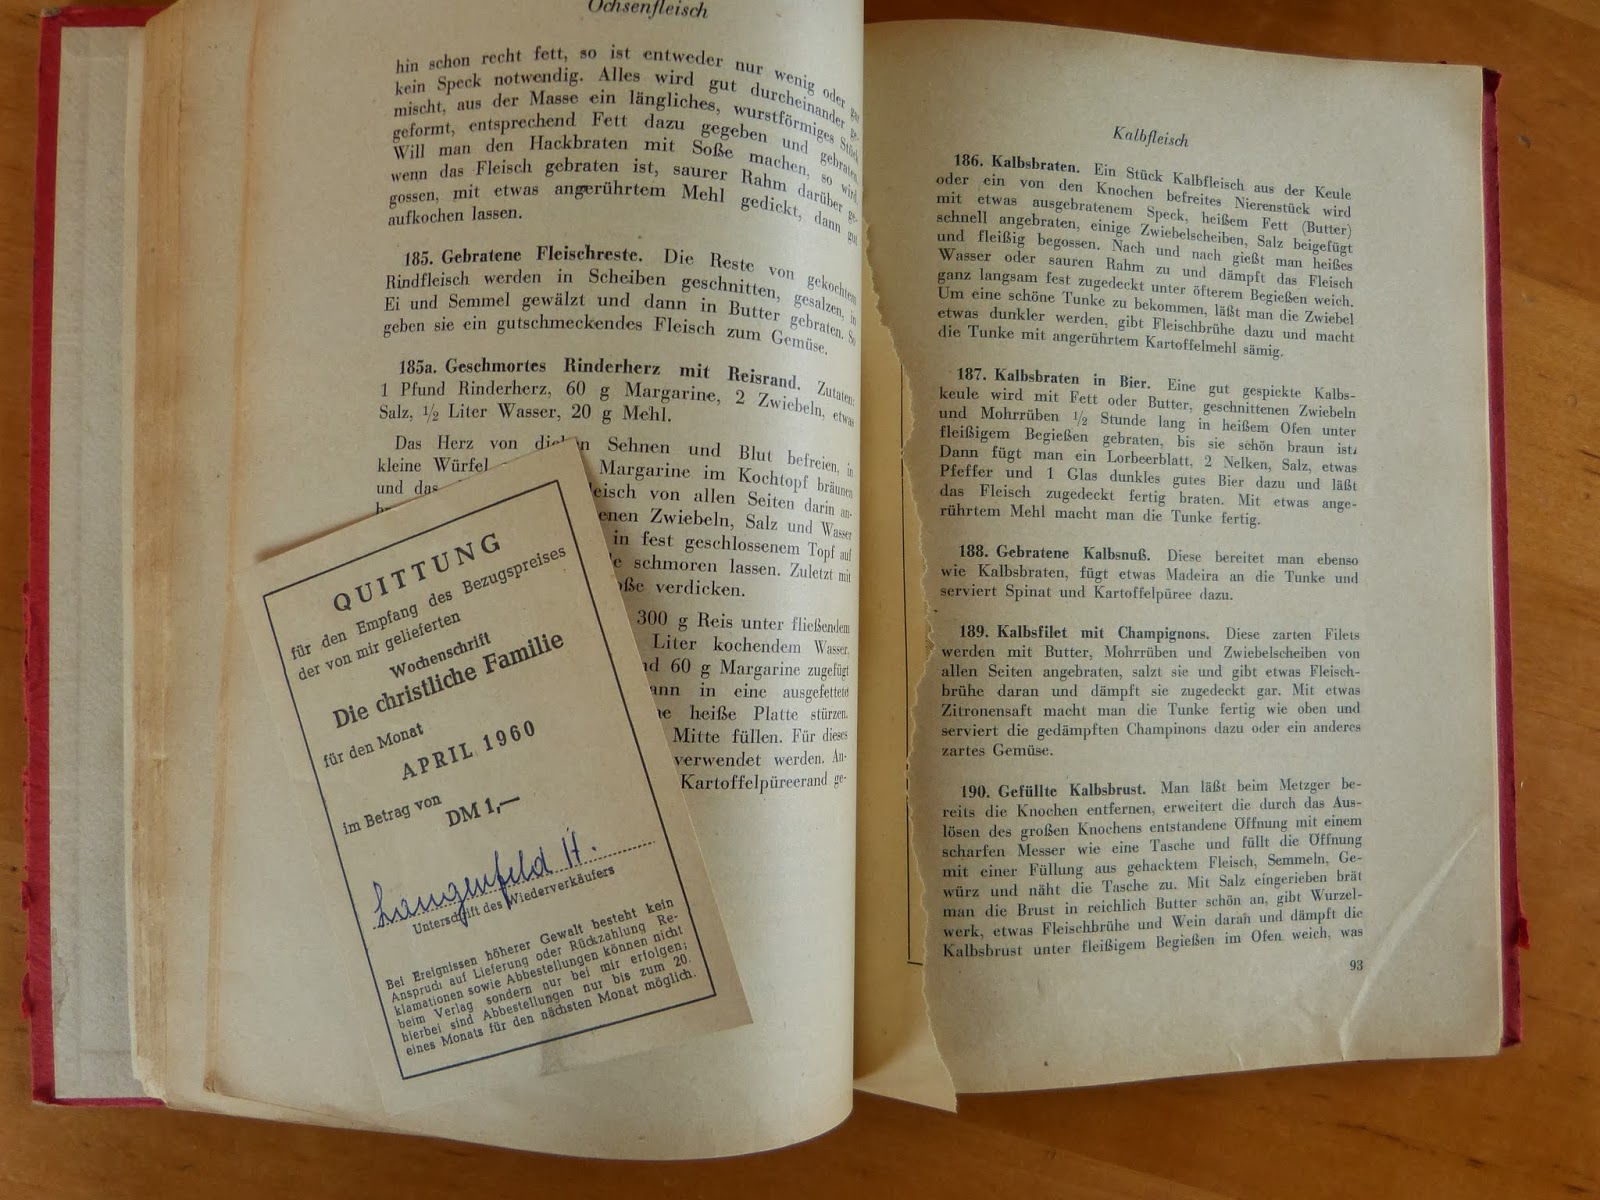 Ochsenfleisch
hin schon recht fett, so ist entweder nur wenig oder gar
kein Speck notwendig. Alles wird gut durcheinander ge-
mischt, aus der Masse ein längliches, wurstförmiges Stück
geformt, entsprechend Fett dazu gegeben und gebraten.
Will man den Hackbraten mit Soße machen, so wird,
wenn das Fleisch gebraten ist, saurer Rahm darüber ge-
gossen, mit etwas angerührtem Mehl gedickt, dann gut
aufkochen lassen.
185. Gebratene Fleischreste. Die Reste von gekochtem
Rindfleisch werden in Scheiben geschnitten, gesalzen, in
Ei und Semmel gewälzt und dann in Butter gebraten. So
geben sie ein gutschmeckendes Fleisch zum Gemüse.
185a. Geschmortes Rinderherz mit Reisrand. Zutaten:
1 Pfund Rinderherz, 60 g Margarine, 2 Zwiebeln, etwas
Salz, 1/2 Liter Wasser, 20 g Mehl.
Das Herz von dicken Sehnen und Blut befreien, in
kleine Würfel Margarine im Kochtopf bräunen
und das leisch von allen Seiten darin an-
enen Zwiebeln, Salz und Wasser
in fest geschlossenem Topf auf
e schmoren lassen. Zuletzt mit
oße verdicken.
300 g Reis unter fließendem
Liter kochendem Wasser,
nd 60 g Margarine zugefügt
ann in eine ausgefettete
ne heiße Platte stürzen.
Mitte füllen. Für dieses
verwendet werden. An-
Kartoffelpüreerand ge-
QUITTUNG
für den Empfang des Bezugspreises
der von mir gelieferten
Wochenschrift
Die christliche Familie
für den Monat
APRIL 1960
im Betrag von
DM 1,—
Langenfeld H.
Unterschrift des Wiederverkäufers
Bei Ereignissen höherer Gewalt besteht kein
Anspruch auf Lieferung oder Rückzahlung Re-
klamationen sowie Abbestellungen können nicht
beim Verlag sondern nur bei mir erfolgen;
hierbei sind Abbestellungen nur bis zum 20.
eines Monats für den nächsten Monat möglich.
Kalbfleisch
186. Kalbsbraten. Ein Stück Kalbfleisch aus der Keule
oder ein von den Knochen befreites Nierenstück wird
mit etwas ausgebratenem Speck, heißem Fett (Butter)
schnell angebraten, einige Zwiebelscheiben, Salz beigefügt
und fleißig begossen. Nach und nach gießt man heißes
Wasser oder sauren Rahm zu und dämpft das Fleisch
ganz langsam fest zugedeckt unter öfterem Begießen weich.
Um eine schöne Tunke zu bekommen, läßt man die Zwiebel
etwas dunkler werden, gibt Fleischbrühe dazu und macht
die Tunke mit angerührtem Kartoffelmehl sämig.
187. Kalbsbraten in Bier. Eine gut gespickte Kalbs-
keule wird mit Fett oder Butter, geschnittenen Zwiebeln
und Mohrrüben 1/2 Stunde lang in heißem Ofen unter
fleißigem Begießen gebraten, bis sie schön braun ist.
Dann fügt man ein Lorbeerblatt, 2 Nelken, Salz, etwas
Pfeffer und 1 Glas dunkles gutes Bier dazu und läßt
das Fleisch zugedeckt fertig braten. Mit etwas ange-
rührtem Mehl macht man die Tunke fertig.
188. Gebratene Kalbsnuß. Diese bereitet man ebenso
wie Kalbsbraten, fügt etwas Madeira an die Tunke und
serviert Spinat und Kartoffelpüree dazu.
189. Kalbsfilet mit Champignons. Diese zarten Filets
werden mit Butter, Mohrrüben und Zwiebelscheiben von
allen Seiten angebraten, salzt sie und gibt etwas Fleisch-
brühe daran und dämpft sie zugedeckt gar. Mit etwas
Zitronensaft macht man die Tunke fertig wie oben und
serviert die gedämpften Champinons dazu oder ein anderes
zartes Gemüse.
190. Gefüllte Kalbsbrust. Man läßt beim Metzger be-
reits die Knochen entfernen, erweitert die durch das Aus-
lösen des großen Knochens entstandene Öffnung mit einem
scharfen Messer wie eine Tasche und füllt die Öffnung
mit einer Füllung aus gehacktem Fleisch, Semmeln, Ge-
würz und näht die Tasche zu. Mit Salz eingerieben brät
man die Brust in reichlich Butter schön an, gibt Wurzel-
werk, etwas Fleischbrühe und Wein daran und dämpft die
Kalbsbrust unter fleißigem Begießen im Ofen weich, was
93